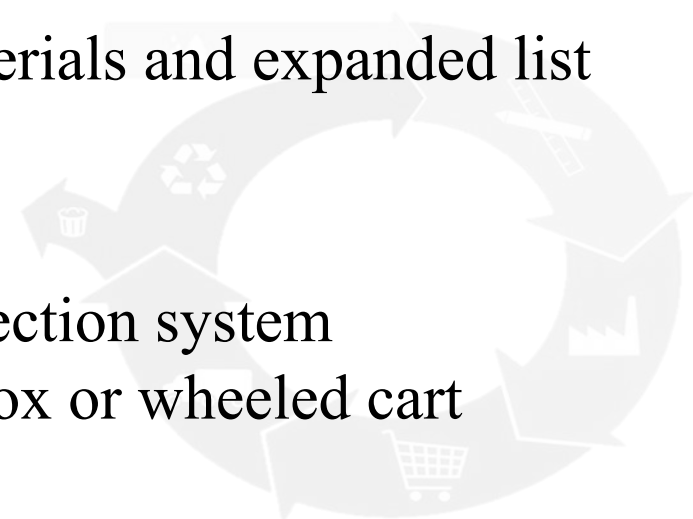 erials and expanded list
ection system
ox or wheeled cart